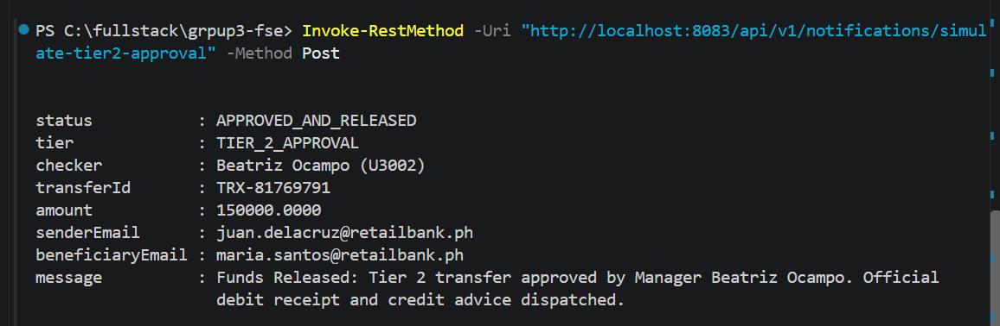 PS C:\fullstack\grpup3-fse> Invoke-RestMethod -Uri "http://localhost:8083/api/v1/notifications/simul
ate-tier2-approval" -Method Post
status : APPROVED_AND_RELEASED
tier : TIER_2_APPROVAL
checker : Beatriz Ocampo (U3002)
transferId : TRX-81769791
amount : 150000.0000
senderEmail : juan.delacruz@retailbank.ph
beneficiaryEmail : maria.santos@retailbank.ph
message : Funds Released: Tier 2 transfer approved by Manager Beatriz Ocampo. Official
debit receipt and credit advice dispatched.